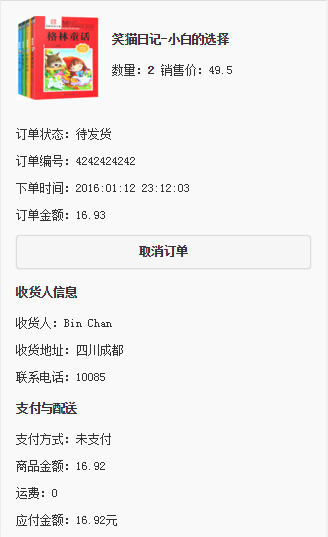 格林童话
笑猫日记-小白的选择
数量：2 销售价：49.5
订单状态：待发货
订单编号：4242424242
下单时间：2016:01:12 23:12:03
订单金额：16.93
取消订单
收货人信息
收货人：Bin Chan
收货地址：四川成都
联系电话：10085
支付与配送
支付方式：未支付
商品金额：16.92
运费：0
应付金额：16.92元